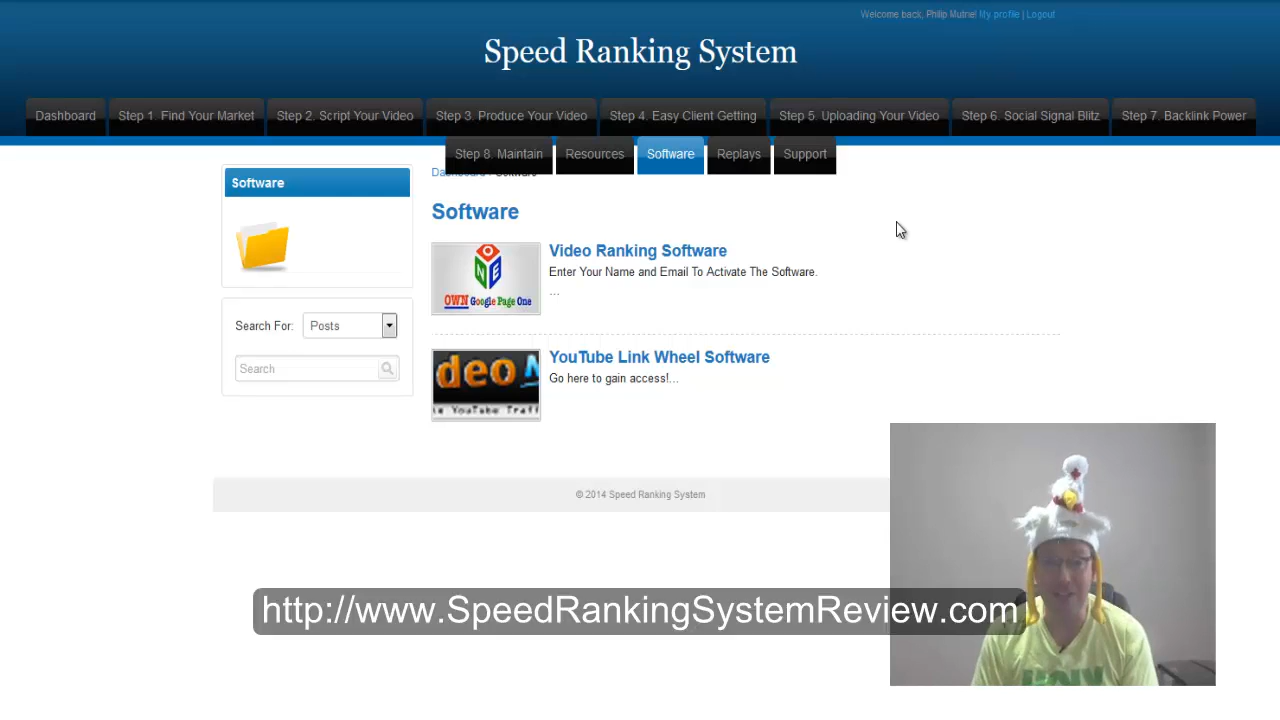 Welcome back, Philip Mutrie! My profile | Logout
Speed Ranking System
Dashboard
Step 1. Find Your Market
Step 2. Script Your Video
Step 3. Produce Your Video
Step 4. Easy Client Getting
Step 5. Uploading Your Video
Step 6. Social Signal Blitz
Step 7. Backlink Power
Step 8. Maintain
Resources
Software
Replays
Support
Software
Software
Search For: Posts
Search
Video Ranking Software
Enter Your Name and Email To Activate The Software.
...
ONE
OWN Google Page One
YouTube Link Wheel Software
Go here to gain access!...
deo
YouTube
© 2014 Speed Ranking System
http://www.SpeedRankingSystemReview.com